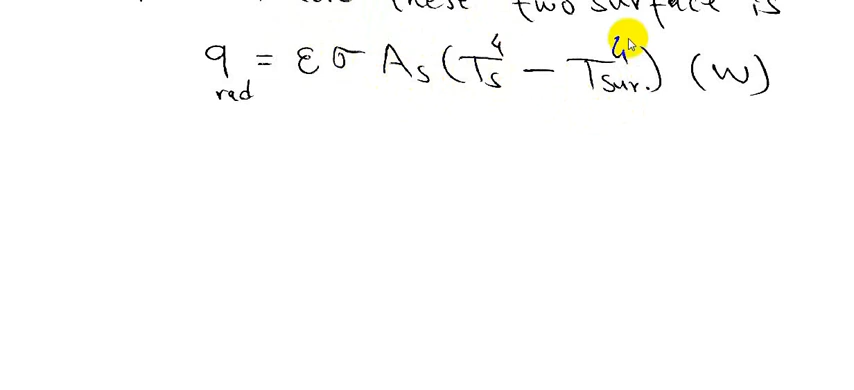 these two surface is
q rad = εσ As (Ts⁴ − Tsur.⁴) (W)